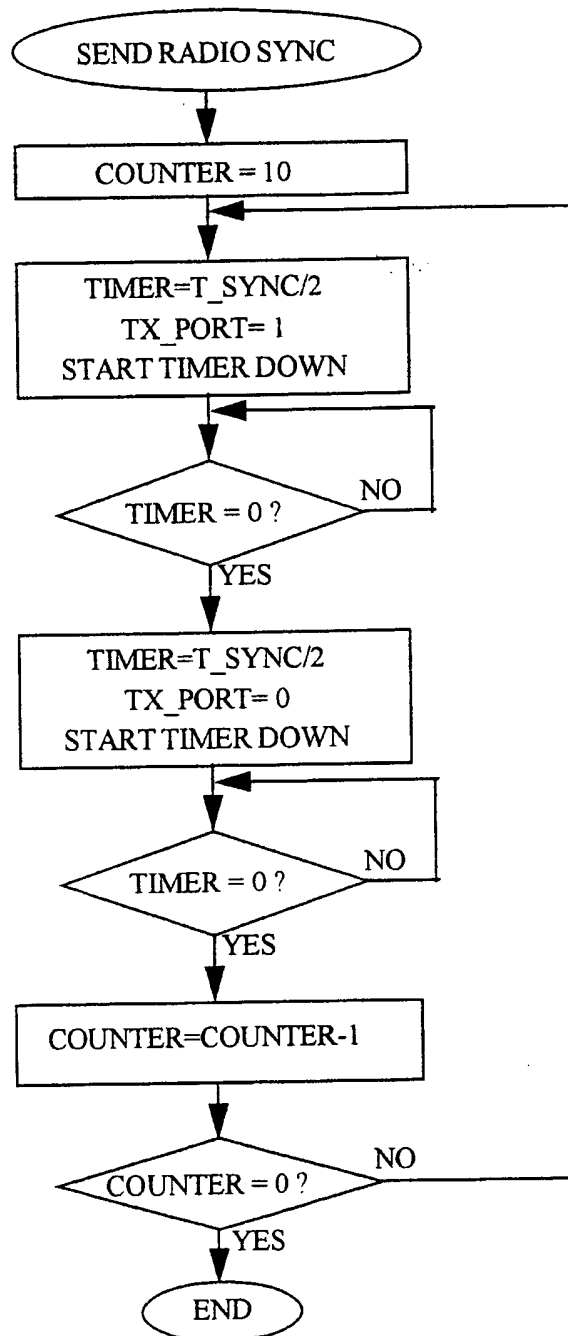 SEND RADIO SYNC
COUNTER = 10
TIMER=T_SYNC/2
TX_PORT= 1
START TIMER DOWN
TIMER = 0 ?
NO
YES
TIMER=T_SYNC/2
TX_PORT= 0
START TIMER DOWN
TIMER = 0 ?
NO
YES
COUNTER=COUNTER-1
COUNTER = 0 ?
NO
YES
END